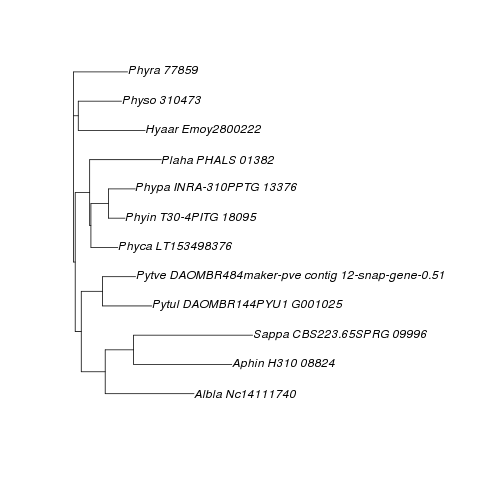 Phyra 77859
Physo 310473
Hyaar Emoy2800222
Plaha PHALS 01382
Phypa INRA-310PPTG 13376
Phyin T30-4PITG 18095
Phyca LT153498376
Pytve DAOMBR484maker-pve contig 12-snap-gene-0.51
Pytul DAOMBR144PYU1 G001025
Sappa CBS223.65SPRG 09996
Aphin H310 08824
Albla Nc14111740